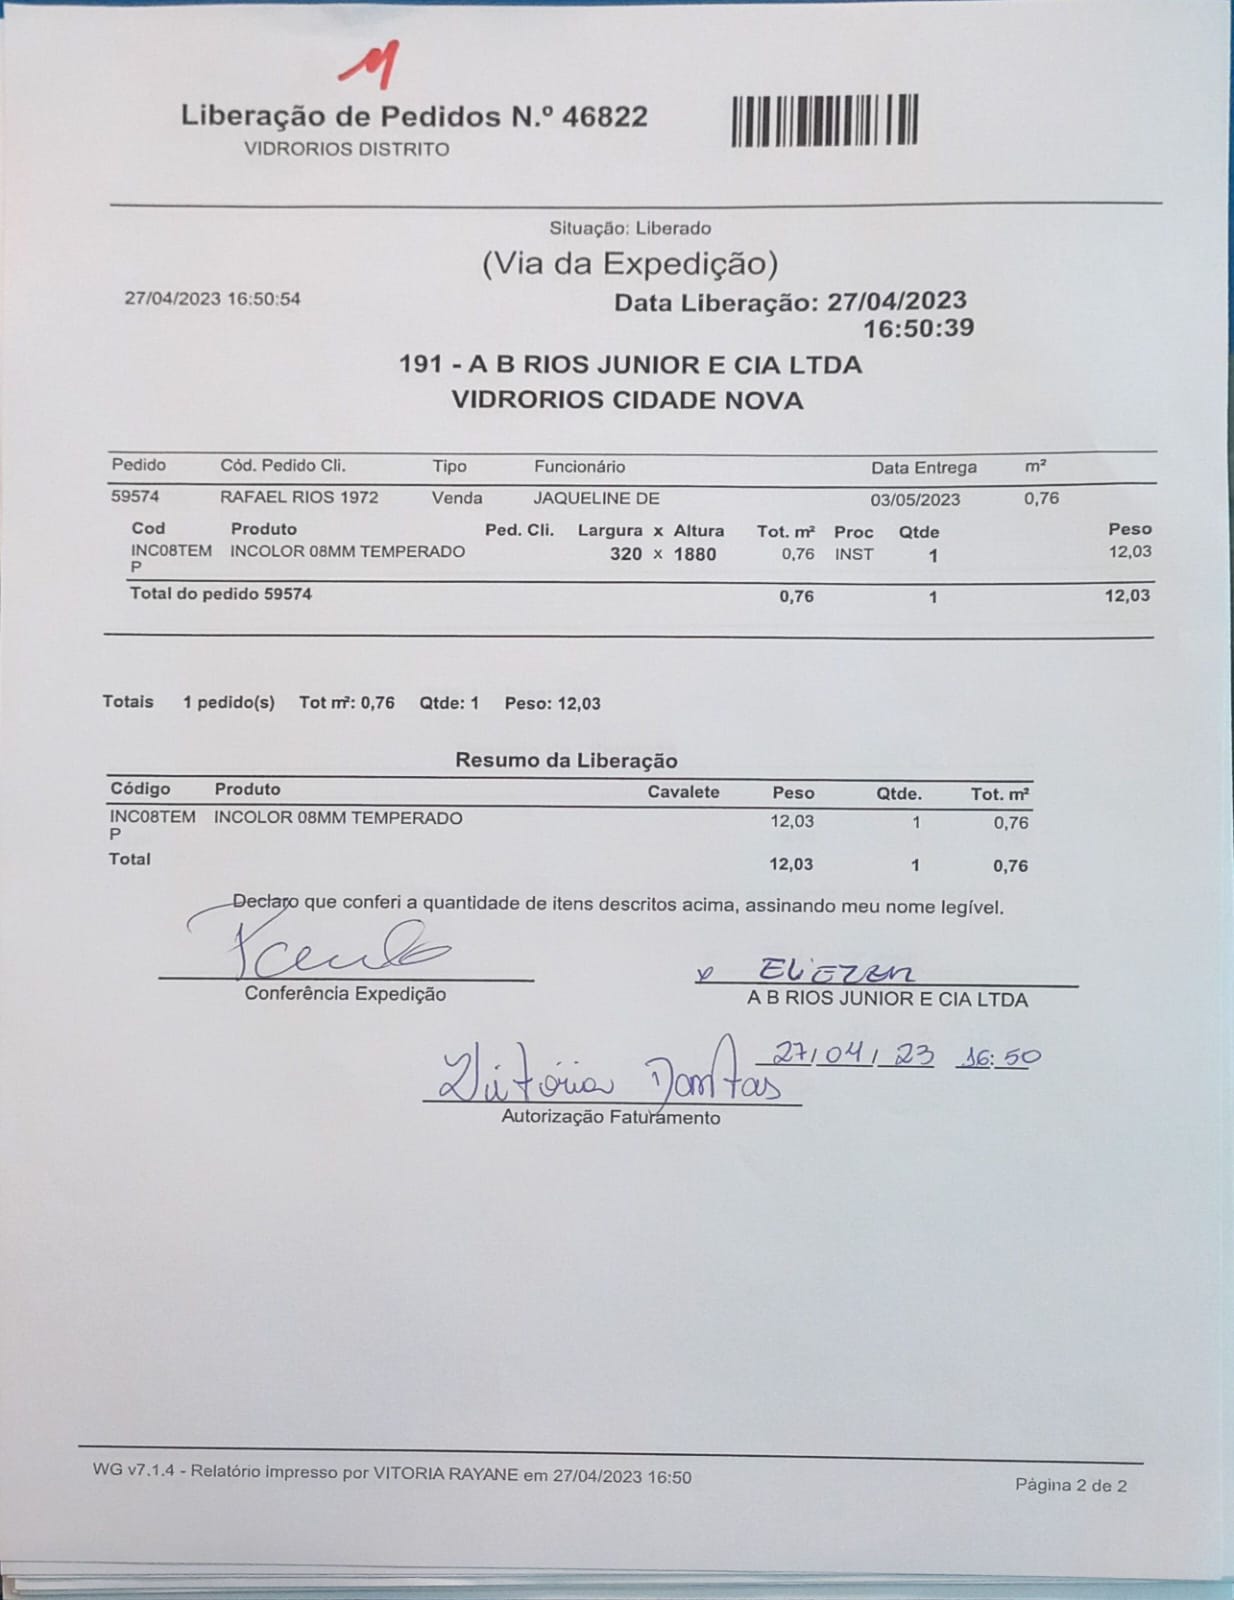 M
Liberação de Pedidos N.º 46822
VIDRORIOS DISTRITO
Situação: Liberado
(Via da Expedição)
27/04/2023 16:50:54 Data Liberação: 27/04/2023
16:50:39
191 - A B RIOS JUNIOR E CIA LTDA
VIDRORIOS CIDADE NOVA
Pedido Cód. Pedido Cli. Tipo Funcionário Data Entrega m²
59574 RAFAEL RIOS 1972 Venda JAQUELINE DE 03/05/2023 0,76
Cod Produto Ped. Cli. Largura x Altura Tot. m² Proc Qtde Peso
INC08TEM INCOLOR 08MM TEMPERADO 320 x 1880 0,76 INST 1 12,03
P
Total do pedido 59574 0,76 1 12,03
Totais 1 pedido(s) Tot m²: 0,76 Qtde: 1 Peso: 12,03
Resumo da Liberação
Código Produto Cavalete Peso Qtde. Tot. m²
INC08TEM INCOLOR 08MM TEMPERADO 12,03 1 0,76
P
Total 12,03 1 0,76
Declaro que conferi a quantidade de itens descritos acima, assinando meu nome legível.
x ELiEZER
Conferência Expedição A B RIOS JUNIOR E CIA LTDA
27/04/23 16:50
Vitória Dantas
Autorização Faturamento
WG v7.1.4 - Relatório impresso por VITORIA RAYANE em 27/04/2023 16:50
Página 2 de 2